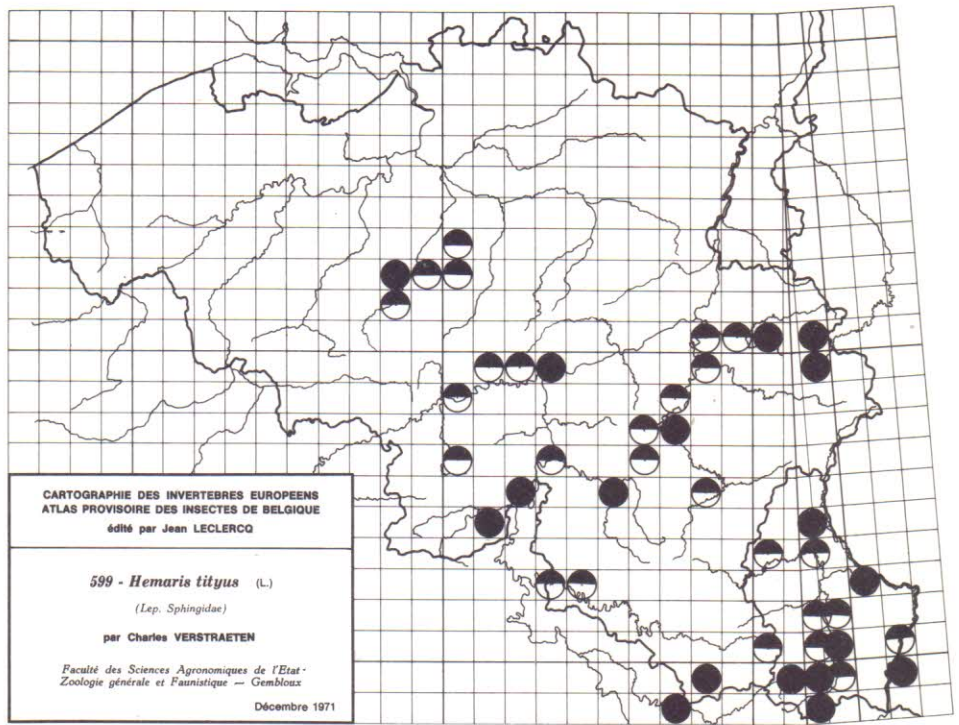 CARTOGRAPHIE DES INVERTEBRES EUROPEENS
ATLAS PROVISOIRE DES INSECTES DE BELGIQUE
édité par Jean LECLERCQ
599 - Hemaris tityus (L.)
(Lep. Sphingidae)
par Charles VERSTRAETEN
Faculté des Sciences Agronomiques de l'Etat -
Zoologie générale et Faunistique — Gembloux
Décembre 1971